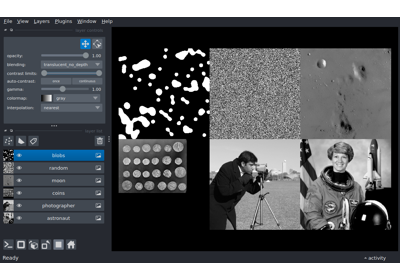 File View Layers Plugins Window Help
opacity: 1.00
blending: translucent_no_depth
contrast limits:
auto-contrast: once continuous
gamma: 1.00
colormap: gray
interpolation: nearest
blobs
random
moon
coins
photographer
astronaut
Ready activity